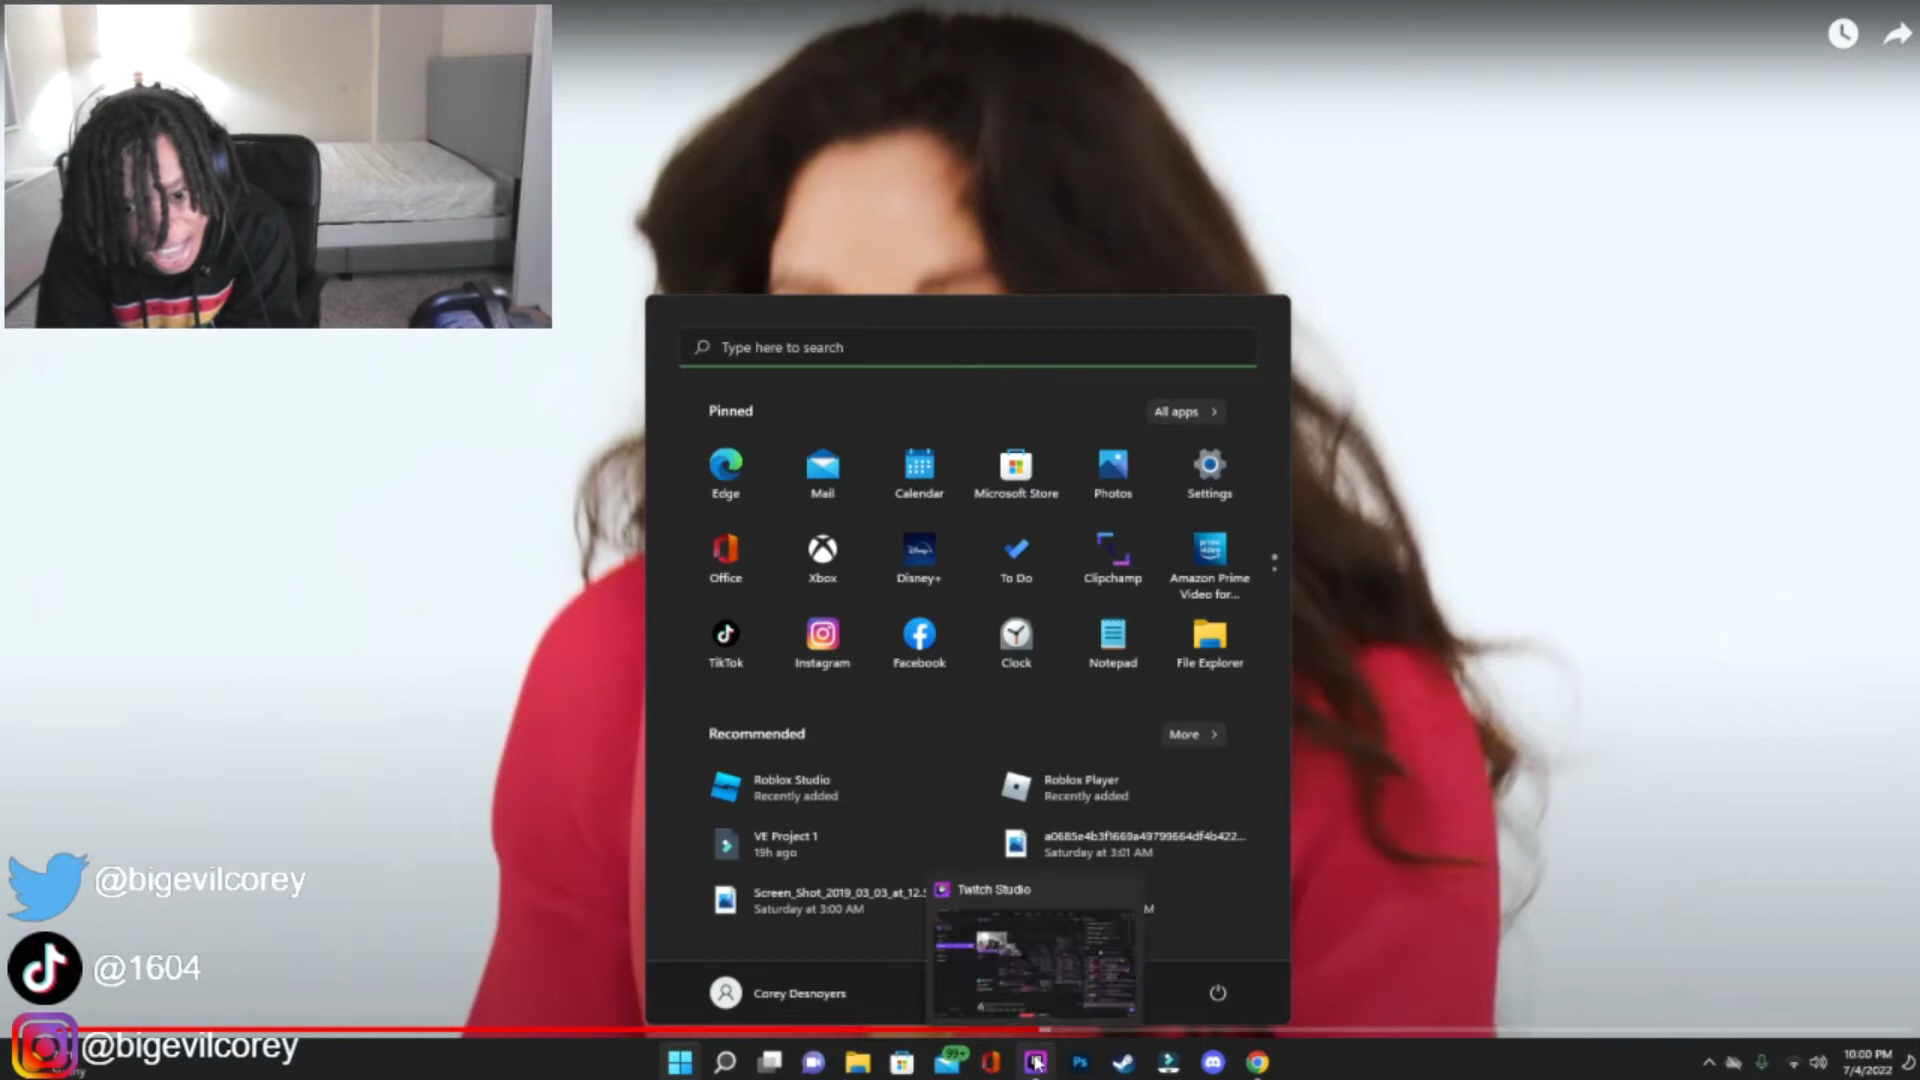 Type here to search
Pinned
All apps
Edge
Mail
Calendar
Microsoft Store
Photos
Settings
Office
Xbox
Disney+
To Do
Clipchamp
Amazon Prime
Video for...
TikTok
Instagram
Facebook
Clock
Notepad
File Explorer
Recommended
More
Roblox Studio
Recently added
Roblox Player
Recently added
VE Project 1
19h ago
Saturday at 3:01 AM
Screen_Shot_2019_03_03_at_12.
Saturday at 3:00 AM
Twitch Studio
M
Corey Desnoyers
@bigevilcorey
@1604
@bigevilcorey
99+
Ps
10:00 PM
7/4/2022